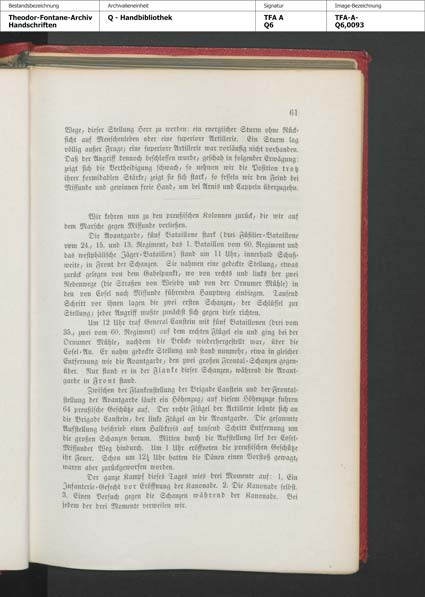 Bestandsbezeichnung
Archivalieneinheit
Signatur
Image-Bezeichnung
Theodor-Fontane-Archiv
Handschriften
Q - Handbibliothek
TFA A
Q6
TFA-A-
Q6,0093
61
Wege, dieser Stellung Herr zu werden: ein energischer Sturm ohne Rück-
sicht auf Menschenleben oder eine superiore Artillerie. Ein Sturm lag
völlig außer Frage; eine superiore Artillerie war vorläufig nicht vorhanden.
Daß der Angriff dennoch beschlossen wurde, geschah in folgender Erwägung:
zeigt sich die Vertheidigung schwach, so nehmen wir die Position trotz
ihrer formidablen Stärke; zeigt sie sich stark, so fesseln wir den Feind bei
Missunde und gewinnen freie Hand, um bei Arnis und Cappeln überzugehn.
Wir kehren nun zu den preußischen Kolonnen zurück, die wir auf
dem Marsche gegen Missunde verließen.
Die Avantgarde, fünf Bataillone stark (drei Füsilier-Bataillone
vom 24., 15. und 13. Regiment, das 1. Bataillon vom 60. Regiment und
das westphälische Jäger-Bataillon) stand um 11 Uhr, innerhalb Schuß-
weite, in Front der Schanzen. Sie nahmen eine gedeckte Stellung, etwas
zurück gelegen von dem Gabelpunkt, wo von rechts und links her zwei
Nebenwege (die Straßen von Weseby und von der Ornumer Mühle) in
den von Cosel nach Missunde führenden Hauptweg einbiegen. Tausend
Schritt vor ihnen lagen die zwei ersten Schanzen, der Schlüssel zur
Stellung; jeder Angriff mußte zunächst sich gegen diese richten.
Um 12 Uhr traf General Canstein mit fünf Bataillonen (drei vom
35., zwei vom 60. Regiment) auf dem rechten Flügel ein und ging bei der
Ornumer Mühle, nachdem die Brücke wiederhergestellt war, über die
Cosel-Au. Er nahm gedeckte Stellung und stand nunmehr, etwa in gleicher
Entfernung wie die Avantgarde, den zwei großen Frontal-Schanzen gegen-
über. Nur stand er in der Flanke dieser Schanzen, während die Avant-
garde in Front stand.
Zwischen der Flankenstellung der Brigade Canstein und der Frontal-
stellung der Avantgarde läuft ein Höhenzug; auf diesem Höhenzuge fuhren
64 preußische Geschütze auf. Der rechte Flügel der Artillerie lehnte sich an
die Brigade Canstein, der linke Flügel an die Avantgarde. Die gesammte
Aufstellung beschrieb einen Halbkreis auf tausend Schritt Entfernung um
die großen Schanzen herum. Mitten durch die Aufstellung lief der Cosel-
Missunder Weg hindurch. Um 1 Uhr eröffneten die preußischen Geschütze
ihr Feuer. Schon um 12½ Uhr hatten die Dänen einen Vorstoß gewagt,
waren aber zurückgeworfen worden.
Der ganze Kampf dieses Tages wies drei Momente auf: 1. Ein
Infanterie-Gefecht vor Eröffnung der Kanonade. 2. Die Kanonade selbst.
3. Einen Versuch gegen die Schanzen während der Kanonade. Bei
jedem der drei Momente verweilen wir.